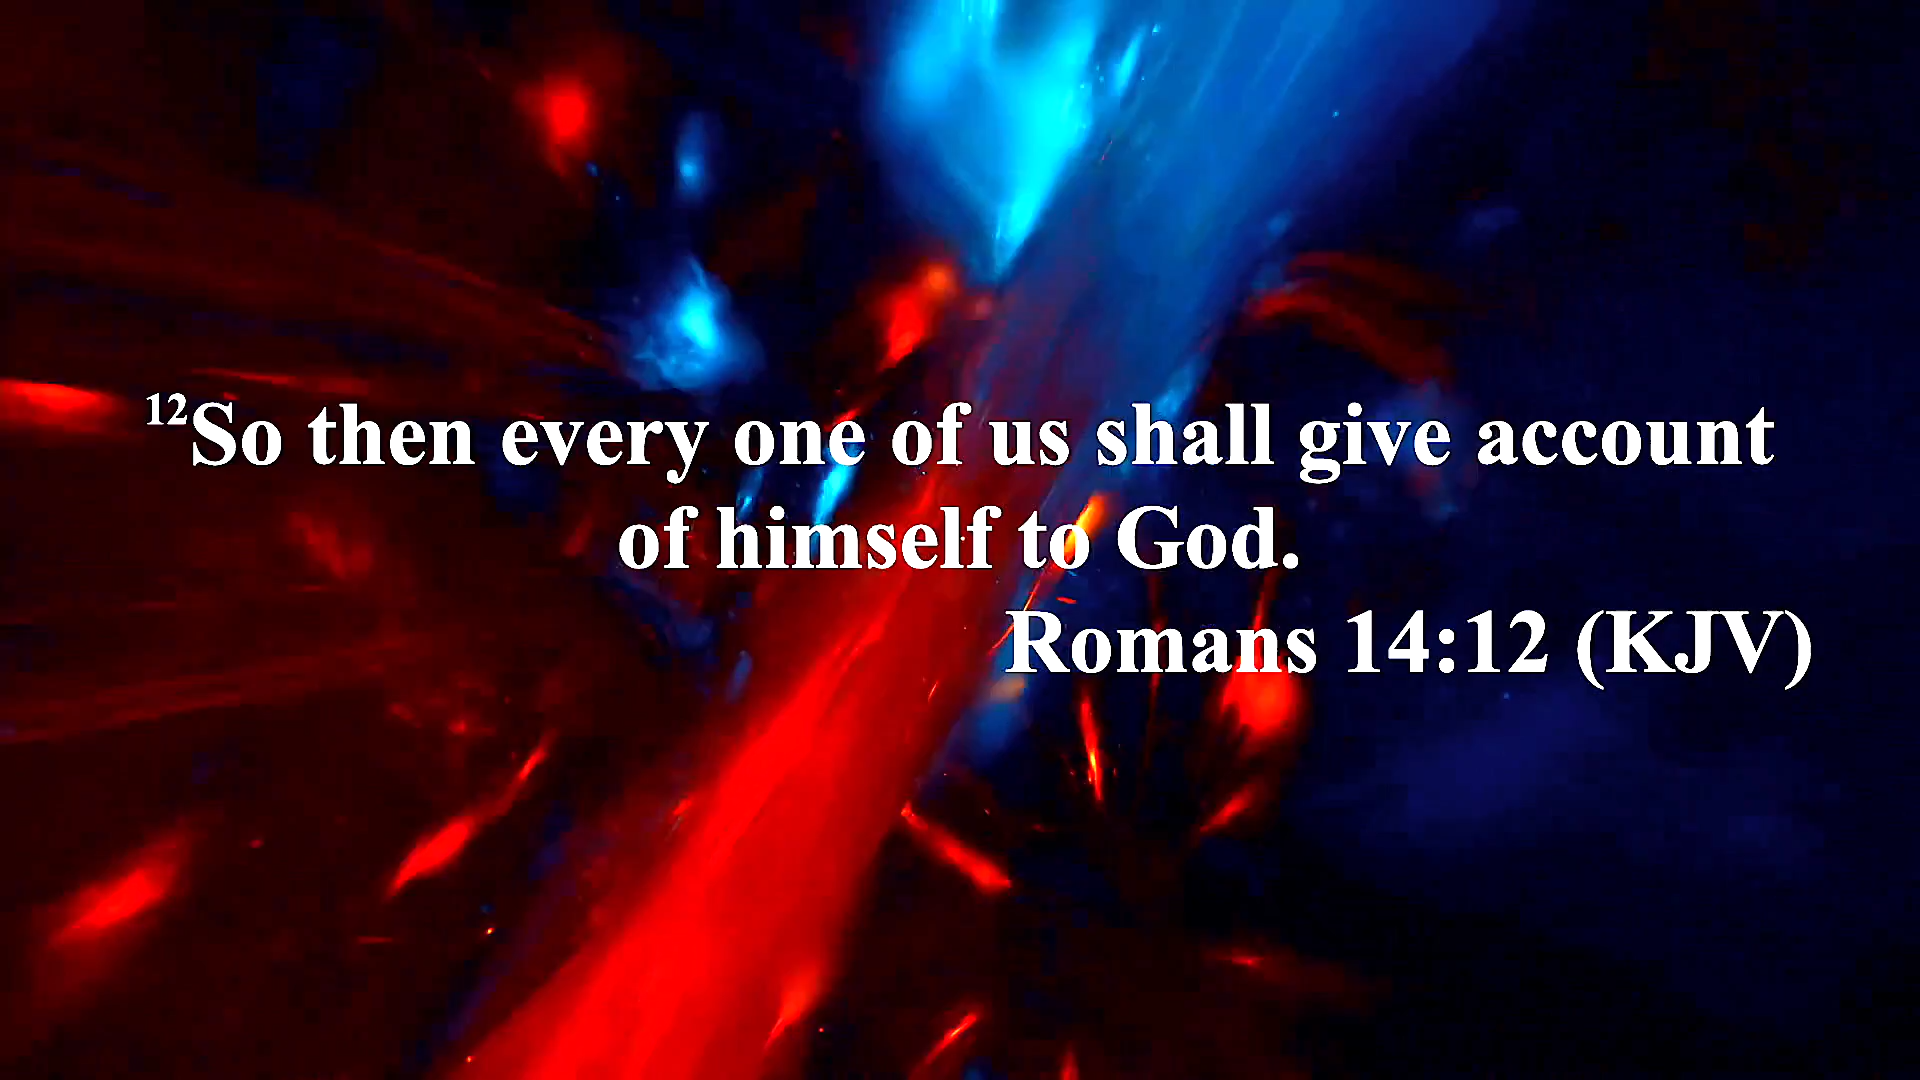 ¹²So then every one of us shall give account
of himself to God.
Romans 14:12 (KJV)